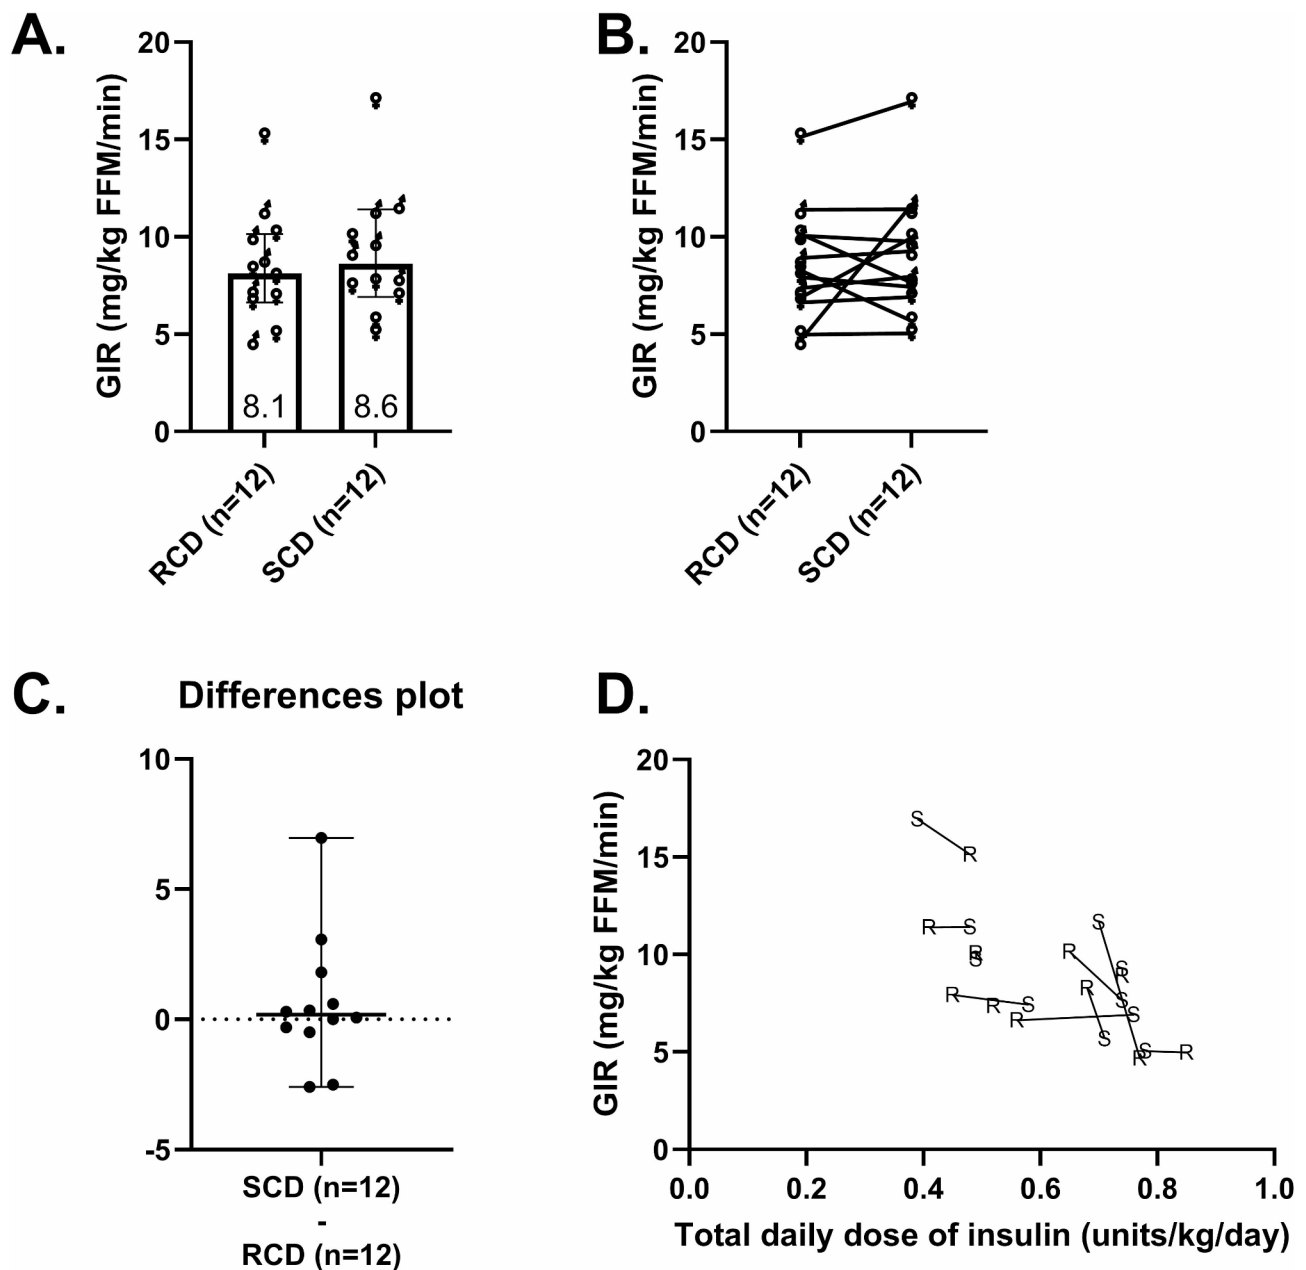 A.
GIR (mg/kg FFM/min)
20
15
10
5
0
8.1
8.6
RCD (n=12)
SCD (n=12)
B.
GIR (mg/kg FFM/min)
20
15
10
5
0
RCD (n=12)
SCD (n=12)
C.
Differences plot
10
5
0
-5
SCD (n=12)
-
RCD (n=12)
D.
GIR (mg/kg FFM/min)
20
15
10
5
0
S
R
R
S
R
S
R
S
R
R
S
R
S
R
S
S
R
S
R
S
R
S
R
0.0
0.2
0.4
0.6
0.8
1.0
Total daily dose of insulin (units/kg/day)